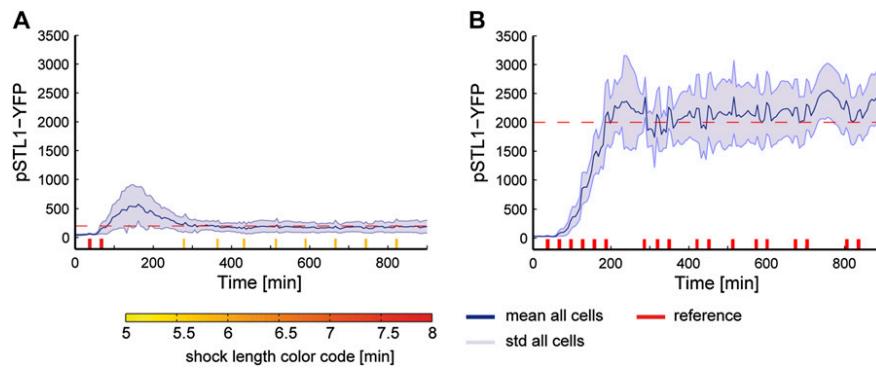 A
B
3500
3000
2500
2000
1500
1000
500
0
pSTL1-YFP
0 200 400 600 800
Time [min]
3500
3000
2500
2000
1500
1000
500
0
pSTL1-YFP
0 200 400 600 800
Time [min]
5 5.5 6 6.5 7 7.5 8
shock length color code [min]
mean all cells
reference
std all cells